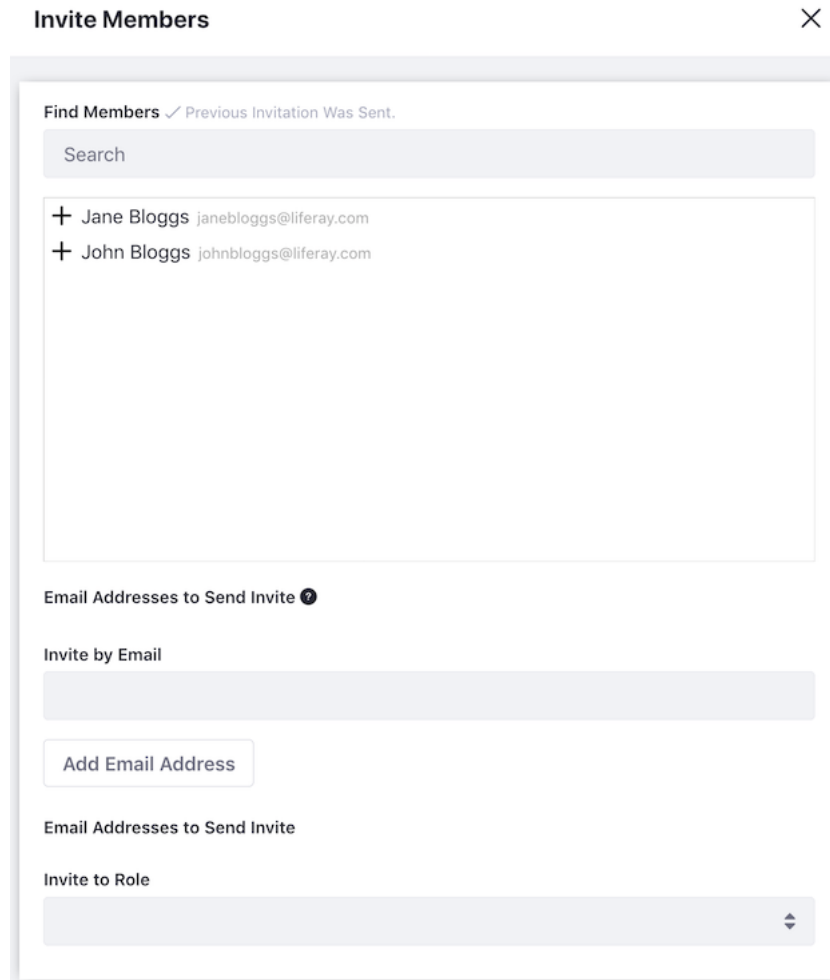 Invite Members
Find Members ✓ Previous Invitation Was Sent.
Search
+ Jane Bloggs janebloggs@liferay.com
+ John Bloggs johnbloggs@liferay.com
Email Addresses to Send Invite ?
Invite by Email
Add Email Address
Email Addresses to Send Invite
Invite to Role